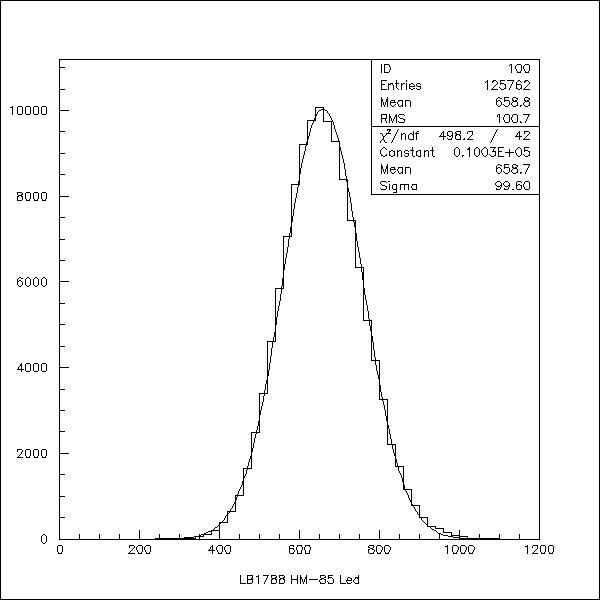 ID 100
Entries 125762
Mean 658.8
RMS 100.7
χ²/ndf 498.2 / 42
Constant 0.1003E+05
Mean 658.7
Sigma 99.60
10000
8000
6000
4000
2000
0
0 200 400 600 800 1000 1200
LB1788 HM-85 Led